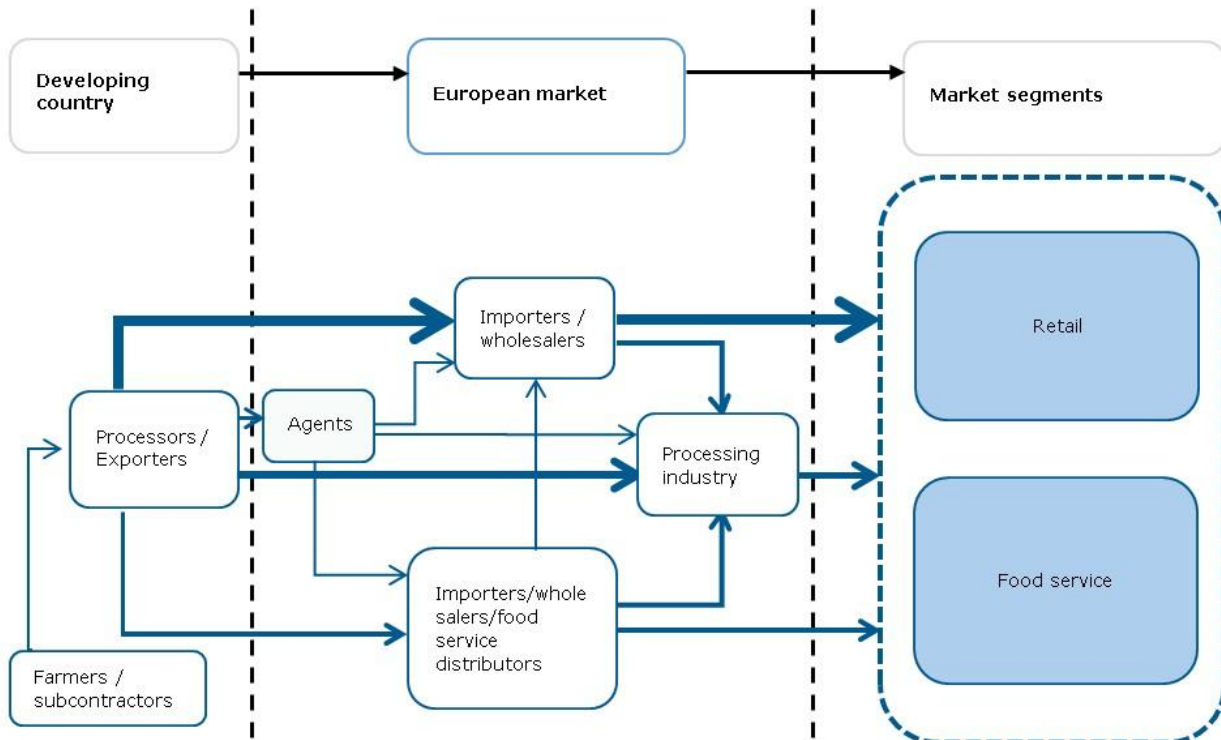 Developing
country
European market
Market segments
Importers /
wholesalers
Retail
Agents
Processors /
Exporters
Processing
industry
Food service
Importers/whole
salers/food
service
distributors
Farmers /
subcontractors